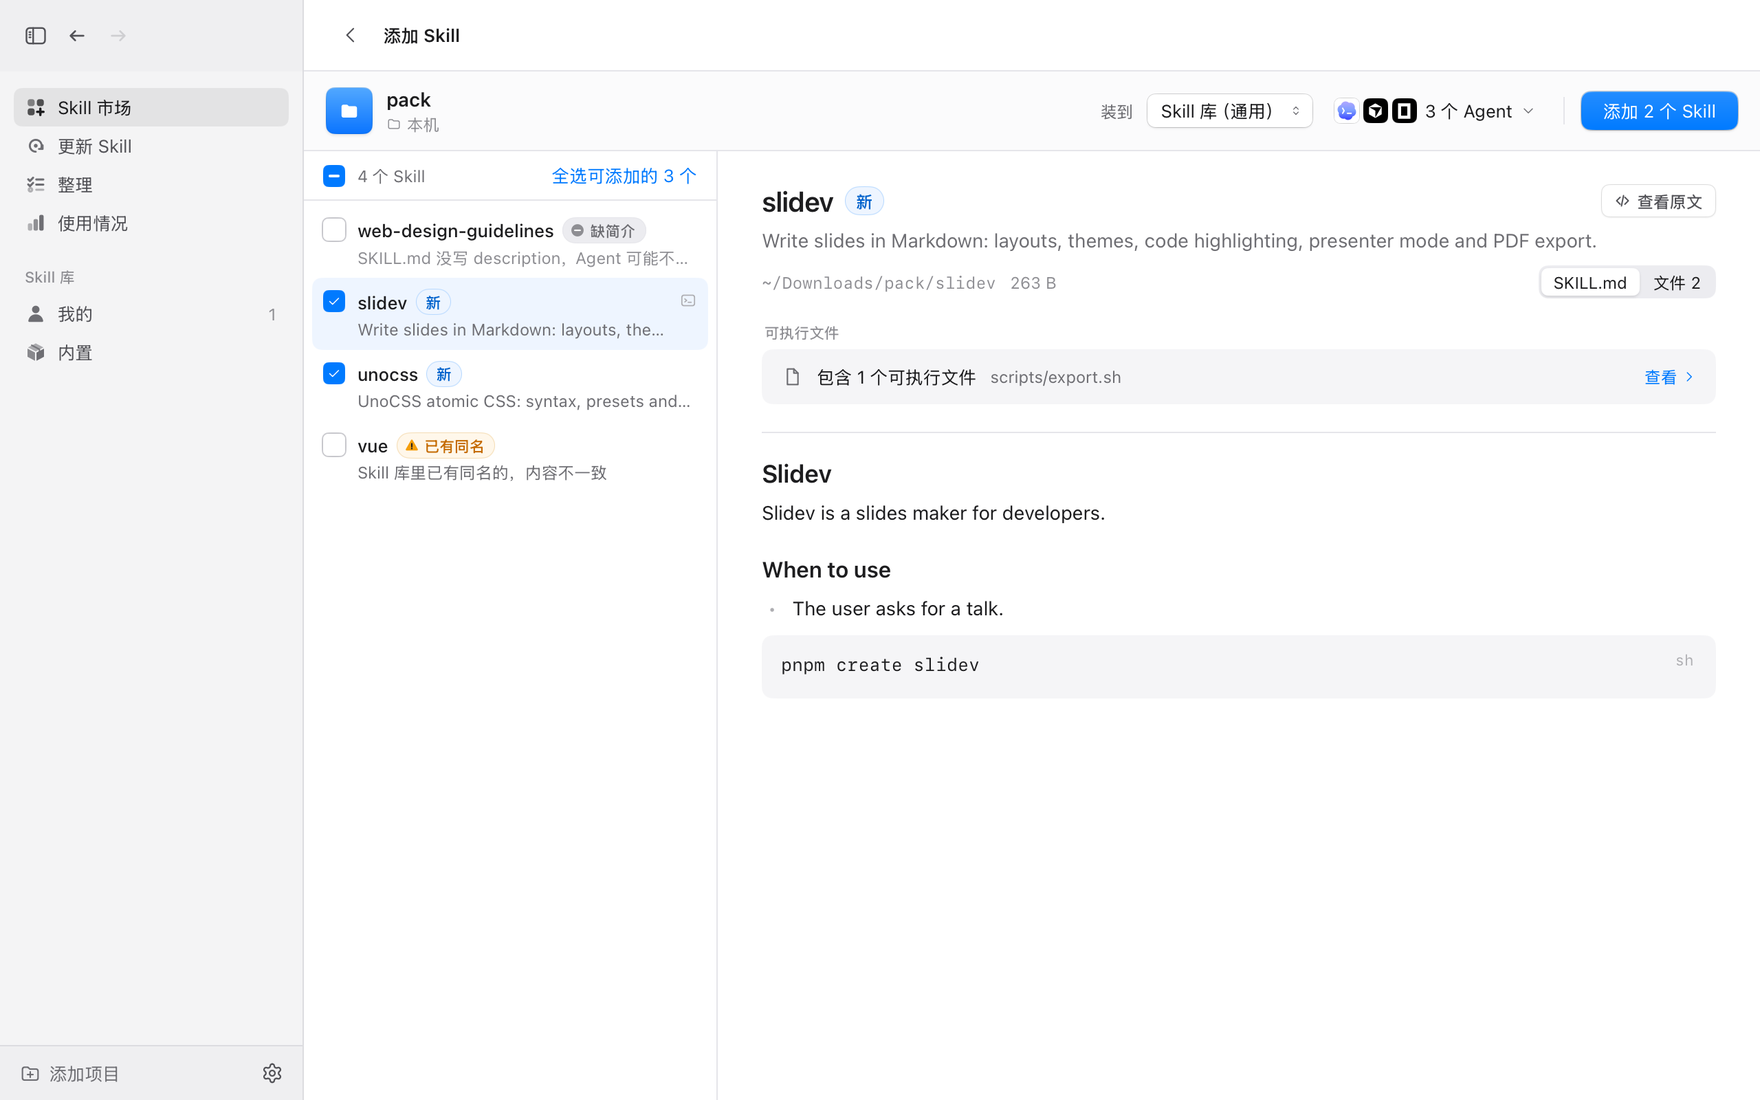 添加 Skill
Skill 市场
更新 Skill
整理
使用情况
Skill 库
我的 1
内置
添加项目
pack
本机
装到 Skill 库 (通用) 3 个 Agent 添加 2 个 Skill
4 个 Skill 全选可添加的 3 个
web-design-guidelines 缺简介
SKILL.md 没写 description，Agent 可能不...
slidev 新
Write slides in Markdown: layouts, the...
unocss 新
UnoCSS atomic CSS: syntax, presets and...
vue 已有同名
Skill 库里已有同名的，内容不一致
slidev 新 查看原文
Write slides in Markdown: layouts, themes, code highlighting, presenter mode and PDF export.
~/Downloads/pack/slidev 263 B SKILL.md 文件 2
可执行文件
包含 1 个可执行文件 scripts/export.sh 查看
Slidev
Slidev is a slides maker for developers.
When to use
• The user asks for a talk.
pnpm create slidev sh